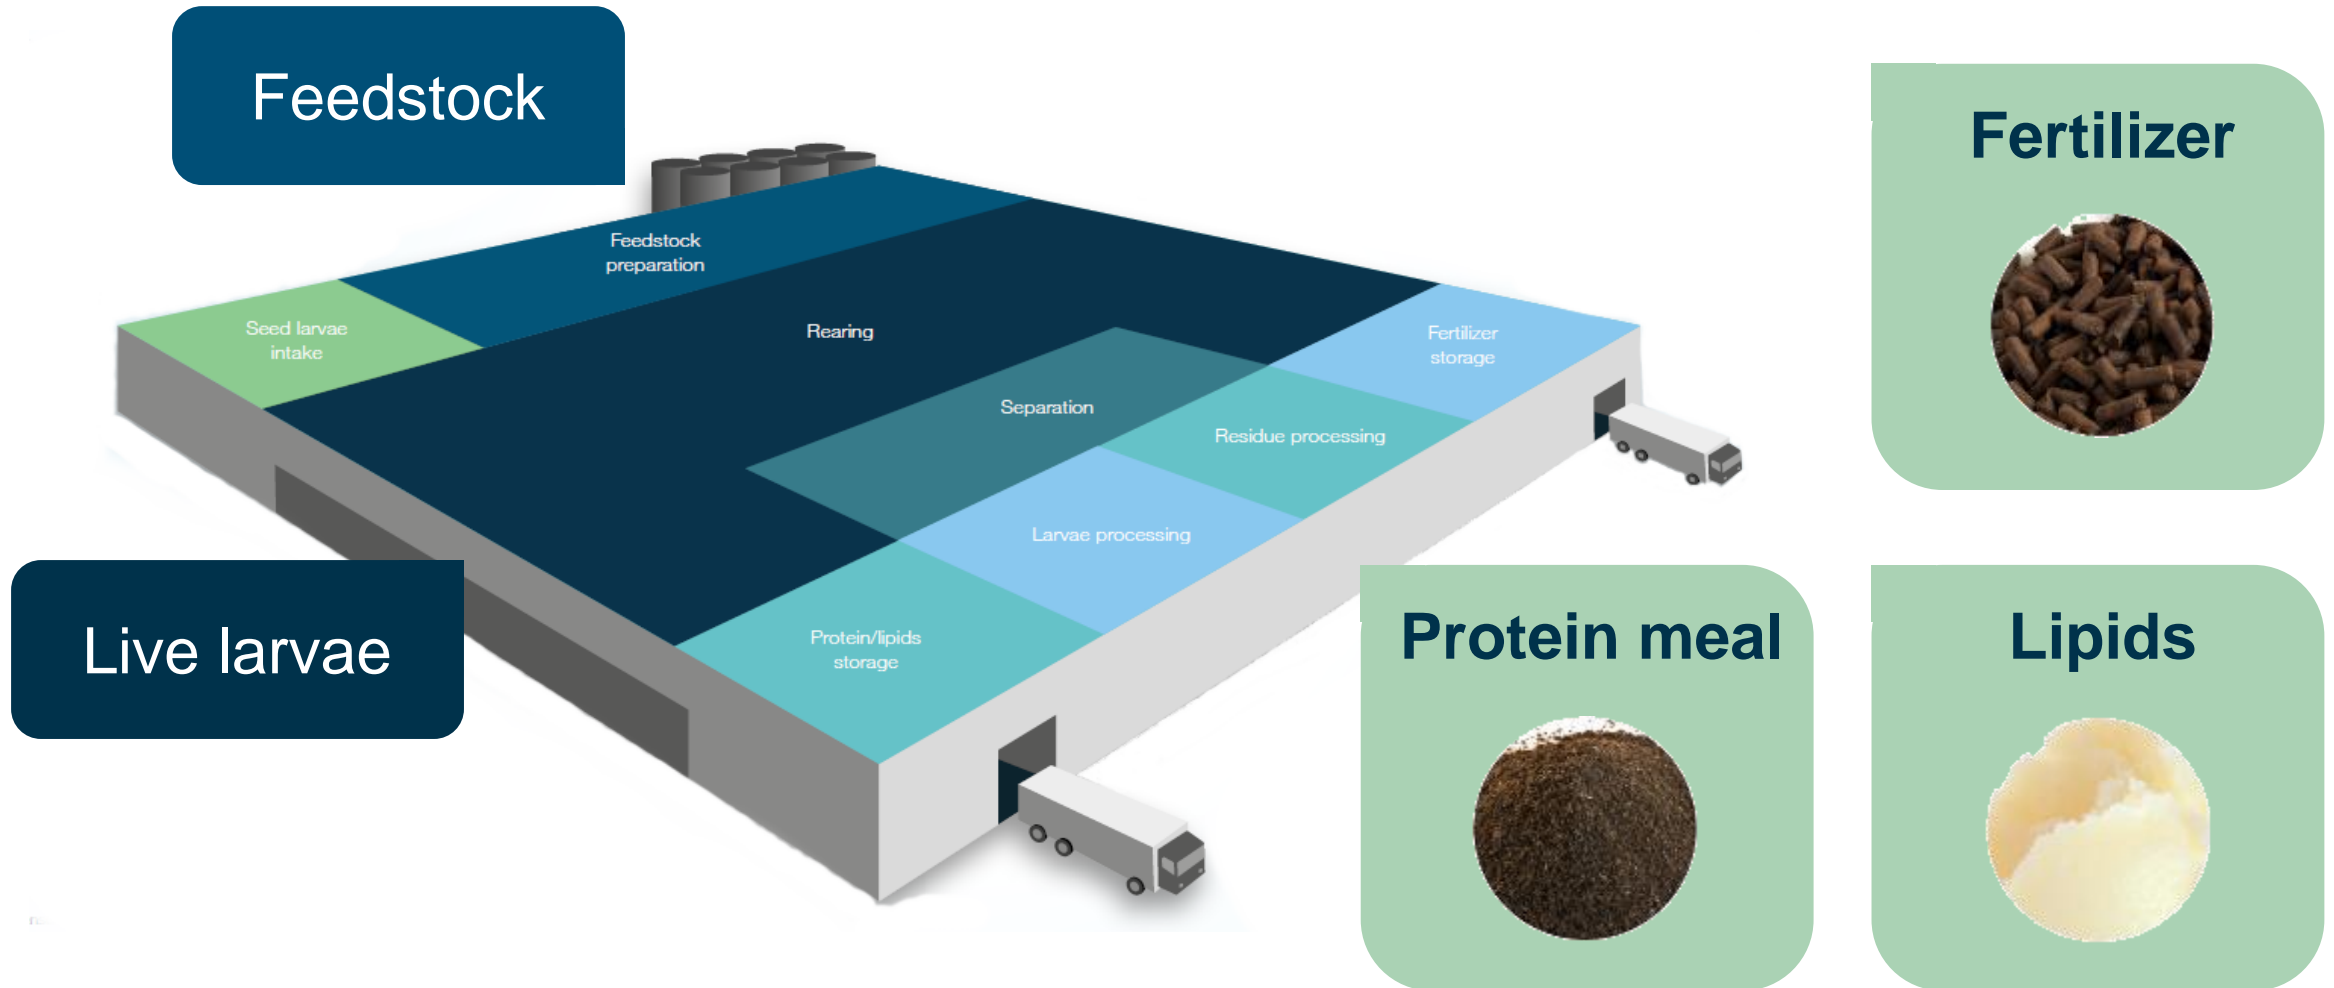 Feedstock
Fertilizer
Feedstock
preparation
Seed larvae
intake
Rearing
Fertilizer
storage
Separation
Residue processing
Larvae processing
Live larvae
Protein/lipids
storage
Protein meal
Lipids